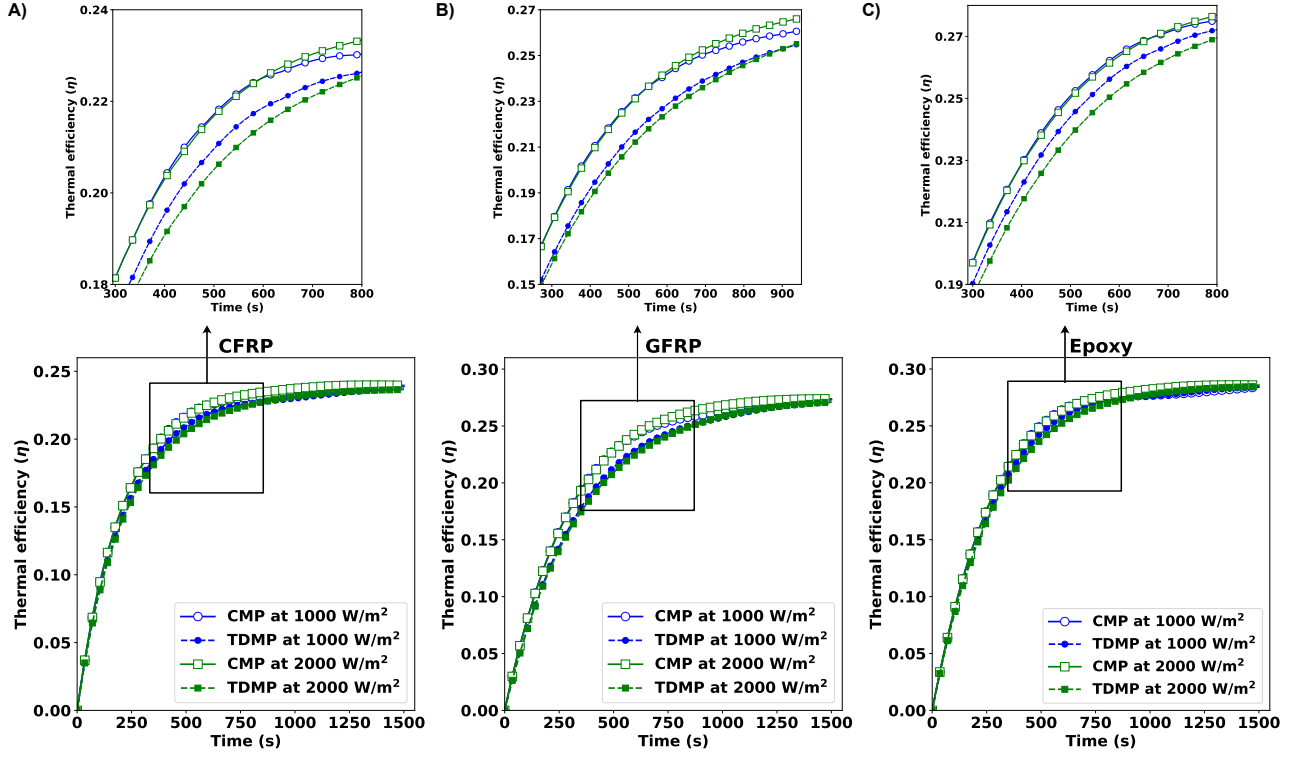 A)
0.24
0.22
0.20
0.18
Thermal efficiency (η)
300 400 500 600 700 800
Time (s)
B)
0.27
0.25
0.23
0.21
0.19
0.17
0.15
Thermal efficiency (η)
300 400 500 600 700 800 900
Time (s)
C)
0.27
0.25
0.23
0.21
0.19
Thermal efficiency (η)
300 400 500 600 700 800
Time (s)
CFRP
0.25
0.20
0.15
0.10
0.05
0.00
Thermal efficiency (η)
CMP at 1000 W/m²
TDMP at 1000 W/m²
CMP at 2000 W/m²
TDMP at 2000 W/m²
0 250 500 750 1000 1250 1500
Time (s)
GFRP
0.30
0.25
0.20
0.15
0.10
0.05
0.00
Thermal efficiency (η)
CMP at 1000 W/m²
TDMP at 1000 W/m²
CMP at 2000 W/m²
TDMP at 2000 W/m²
0 250 500 750 1000 1250 1500
Time (s)
Epoxy
0.30
0.25
0.20
0.15
0.10
0.05
0.00
Thermal efficiency (η)
CMP at 1000 W/m²
TDMP at 1000 W/m²
CMP at 2000 W/m²
TDMP at 2000 W/m²
0 250 500 750 1000 1250 1500
Time (s)